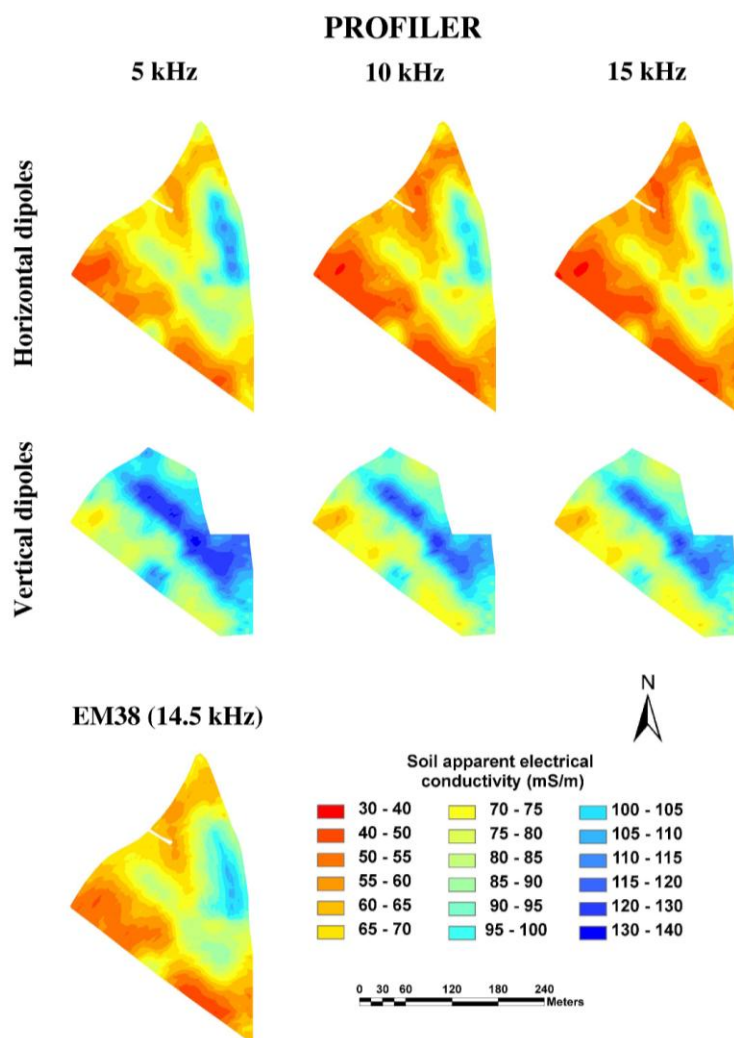 PROFILER
5 kHz 10 kHz 15 kHz
Horizontal dipoles
Vertical dipoles
EM38 (14.5 kHz)
N
Soil apparent electrical
conductivity (mS/m)
30 - 40 70 - 75 100 - 105
40 - 50 75 - 80 105 - 110
50 - 55 80 - 85 110 - 115
55 - 60 85 - 90 115 - 120
60 - 65 90 - 95 120 - 130
65 - 70 95 - 100 130 - 140
0 30 60 120 180 240
Meters